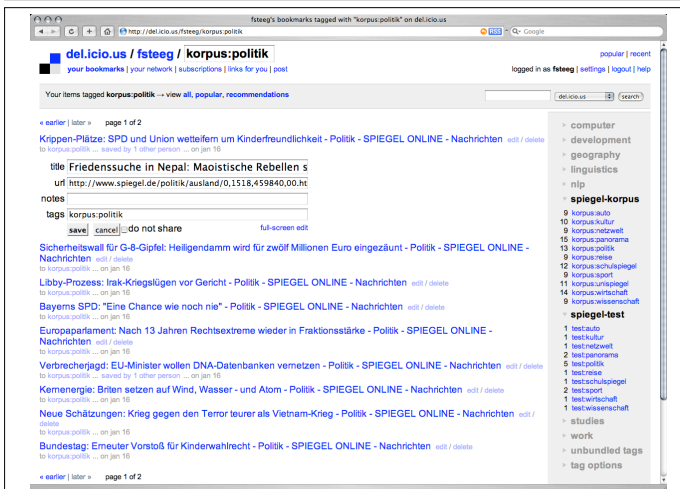 fsteeg's bookmarks tagged with "korpus:politik" on del.icio.us
http://del.icio.us/fsteeg/korpus:politik
RSS
Google
del.icio.us / fsteeg / korpus:politik
popular | recent
your bookmarks | your network | subscriptions | links for you | post
logged in as fsteeg | settings | logout | help
Your items tagged korpus:politik → view all, popular, recommendations
del.icio.us
search
« earlier | later » page 1 of 2
Krippen-Plätze: SPD und Union wetteifern um Kinderfreundlichkeit - Politik - SPIEGEL ONLINE - Nachrichten edit / delete
to korpus:politik ... saved by 1 other person ... on jan 16
title Friedenssuche in Nepal: Maoistische Rebellen s
url http://www.spiegel.de/politik/ausland/0,1518,459840,00.ht
notes
tags korpus:politik
save cancel do not share full-screen edit
Sicherheitswall für G-8-Gipfel: Heiligendamm wird für zwölf Millionen Euro eingezäunt - Politik - SPIEGEL ONLINE -
Nachrichten edit / delete
to korpus:politik ... on jan 16
Libby-Prozess: Irak-Kriegslügen vor Gericht - Politik - SPIEGEL ONLINE - Nachrichten edit / delete
to korpus:politik ... on jan 16
Bayerns SPD: "Eine Chance wie noch nie" - Politik - SPIEGEL ONLINE - Nachrichten edit / delete
to korpus:politik ... on jan 16
Europaparlament: Nach 13 Jahren Rechtsextreme wieder in Fraktionsstärke - Politik - SPIEGEL ONLINE -
Nachrichten edit / delete
to korpus:politik ... on jan 16
Verbrecherjagd: EU-Minister wollen DNA-Datenbanken vernetzen - Politik - SPIEGEL ONLINE - Nachrichten edit / delete
to korpus:politik ... saved by 1 other person ... on jan 16
Kernenergie: Briten setzen auf Wind, Wasser - und Atom - Politik - SPIEGEL ONLINE - Nachrichten edit / delete
to korpus:politik ... on jan 16
Neue Schätzungen: Krieg gegen den Terror teurer als Vietnam-Krieg - Politik - SPIEGEL ONLINE - Nachrichten edit /
delete
to korpus:politik ... on jan 16
Bundestag: Erneuter Vorstoß für Kinderwahlrecht - Politik - SPIEGEL ONLINE - Nachrichten edit / delete
to korpus:politik ... on jan 16
« earlier | later » page 1 of 2
computer
development
geography
linguistics
nlp
spiegel-korpus
9 korpus:auto
10 korpus:kultur
9 korpus:netzwelt
15 korpus:panorama
13 korpus:politik
9 korpus:reise
12 korpus:schulspiegel
9 korpus:sport
11 korpus:unispiegel
14 korpus:wirtschaft
9 korpus:wissenschaft
spiegel-test
1 test:auto
1 test:kultur
1 test:netzwelt
2 test:panorama
5 test:politik
1 test:reise
1 test:schulspiegel
2 test:sport
1 test:wirtschaft
1 test:wissenschaft
studies
work
unbundled tags
tag options